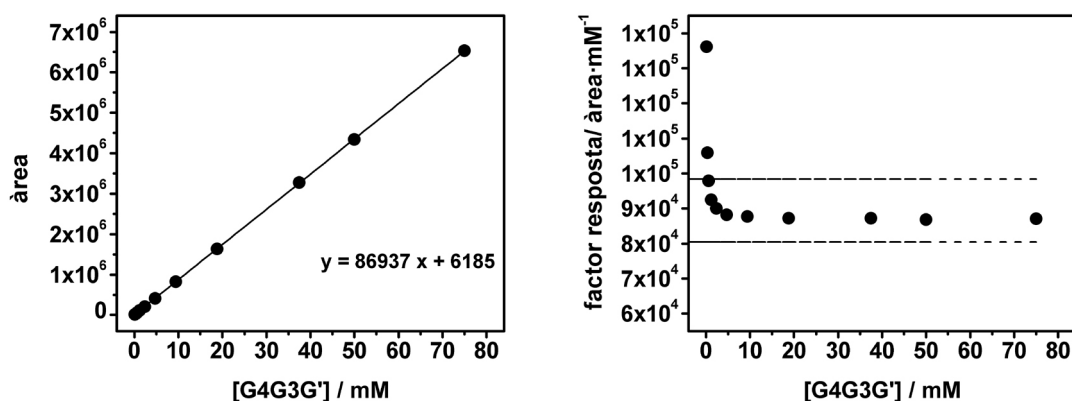 7x10⁶
6x10⁶
5x10⁶
4x10⁶
3x10⁶
2x10⁶
1x10⁶
0
àrea
y = 86937 x + 6185
0 10 20 30 40 50 60 70 80
[G4G3G'] / mM
1x10⁵
1x10⁵
1x10⁵
1x10⁵
1x10⁵
9x10⁴
8x10⁴
7x10⁴
6x10⁴
factor resposta/ àrea·mM⁻¹
0 10 20 30 40 50 60 70 80
[G4G3G'] / mM